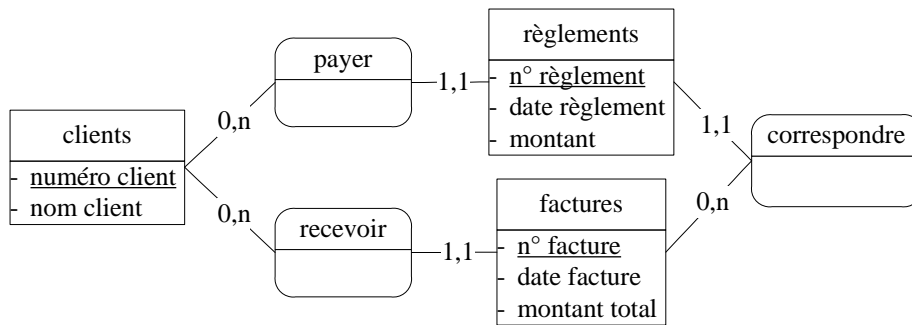 règlements
- n° règlement
- date règlement
- montant
payer
1,1
0,n
clients
- numéro client
- nom client
0,n
recevoir
1,1
factures
- n° facture
- date facture
- montant total
1,1
correspondre
0,n